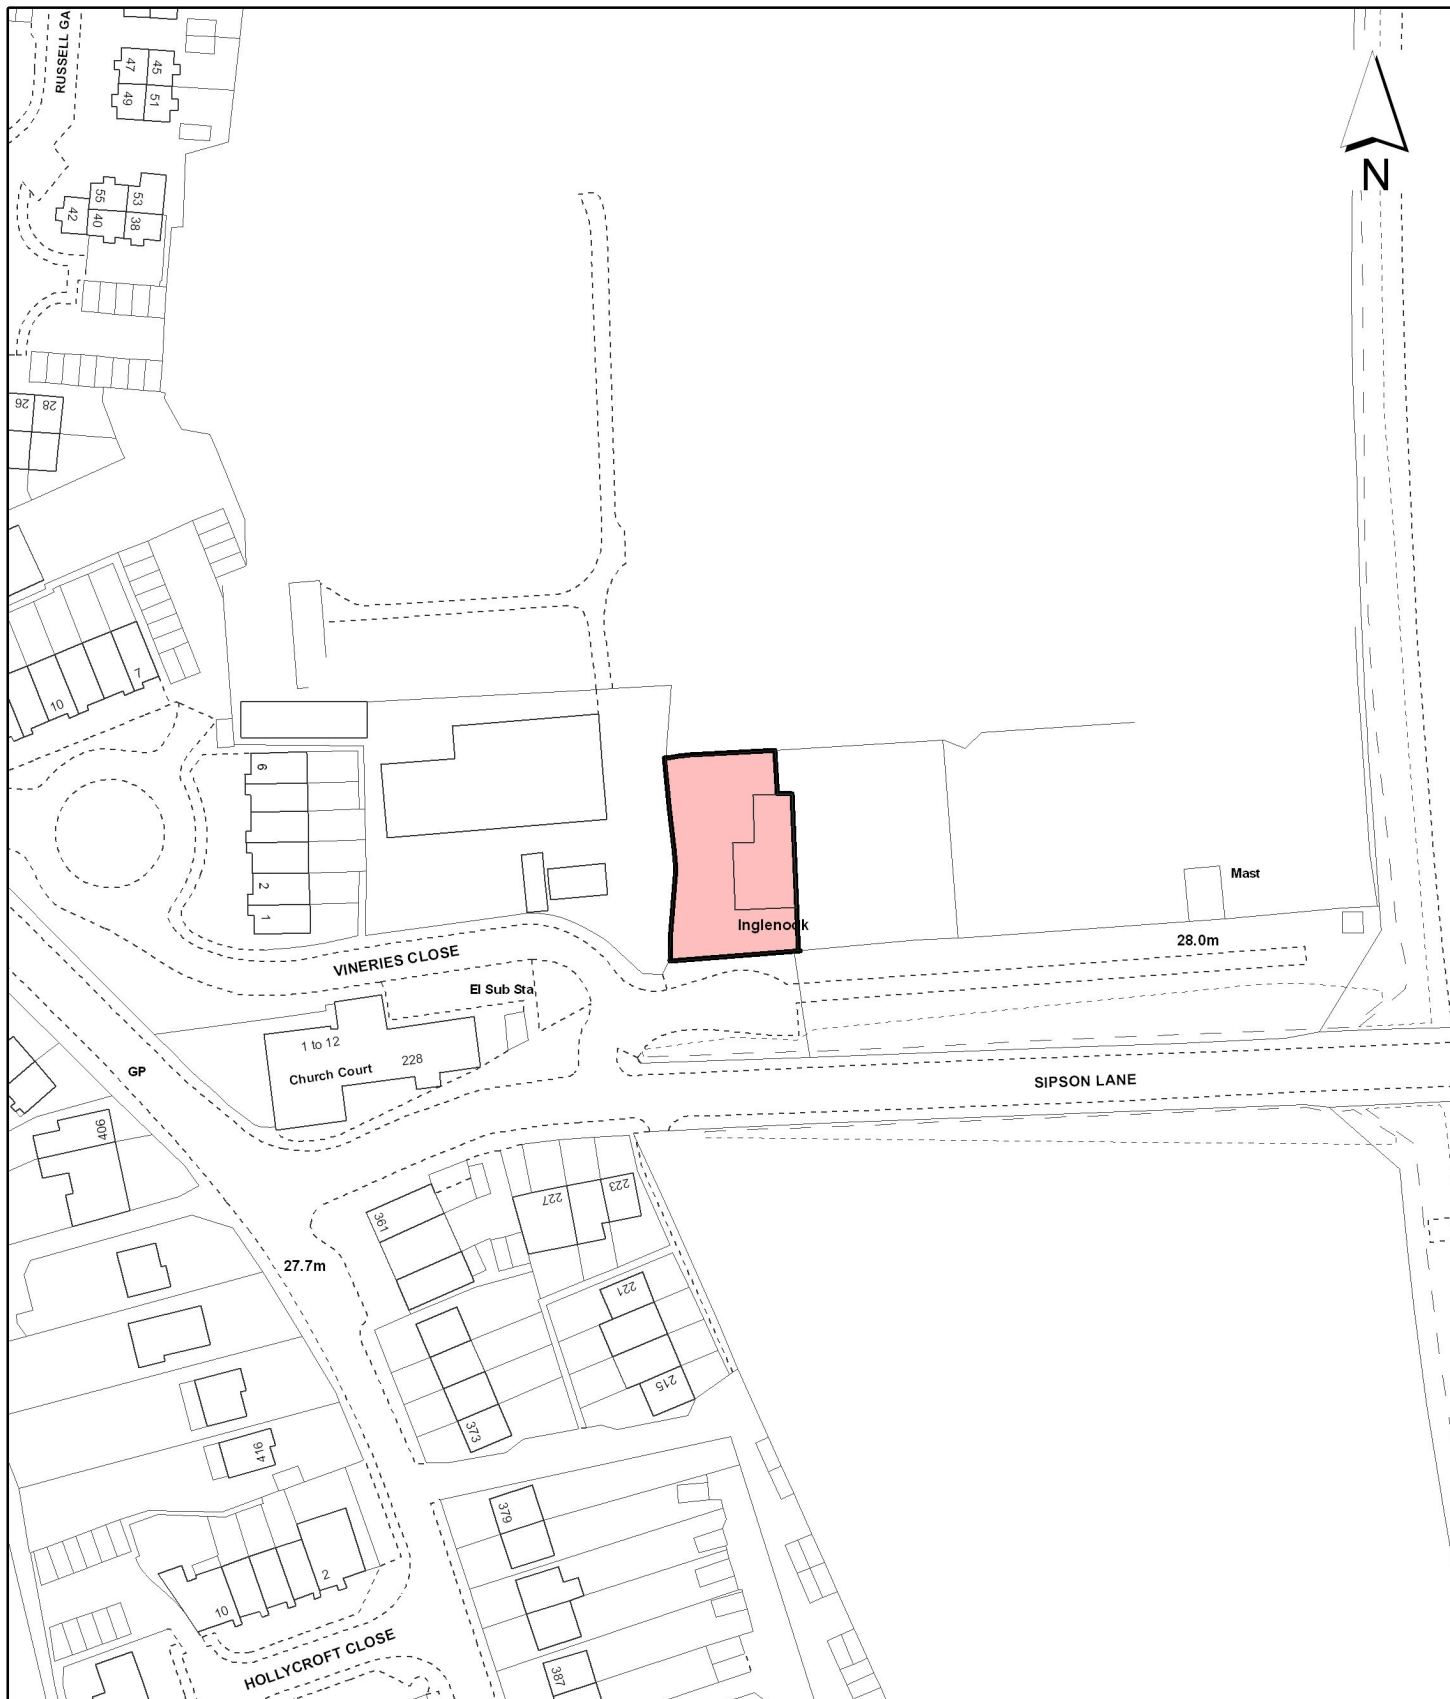 RUSSELL GA
47
45
49
51
N
55
53
42
40
38
26
28
7
10
6
2
1
Mast
Inglenook
28.0m
VINERIES CLOSE
El Sub Sta
1 to 12
228
Church Court
GP
SIPSON LANE
406
361
227
223
27.7m
221
215
373
416
379
2
10
HOLLYCROFT CLOSE
387